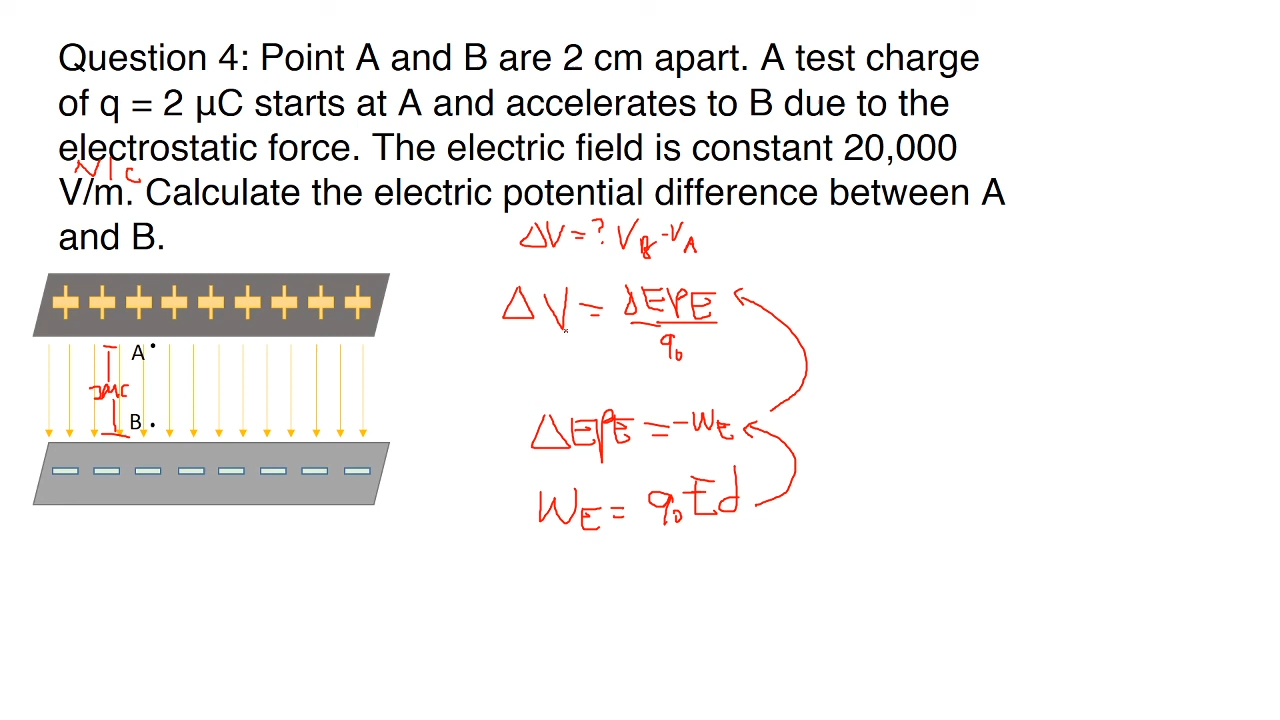 Question 4: Point A and B are 2 cm apart. A test charge
of q = 2 µC starts at A and accelerates to B due to the
electrostatic force. The electric field is constant 20,000
N/C
V/m. Calculate the electric potential difference between A
and B.
ΔV = ? V_B - V_A
ΔV = ΔEPE / q₀
A
B
ΔEPE = -W_E
W_E = q₀Ed